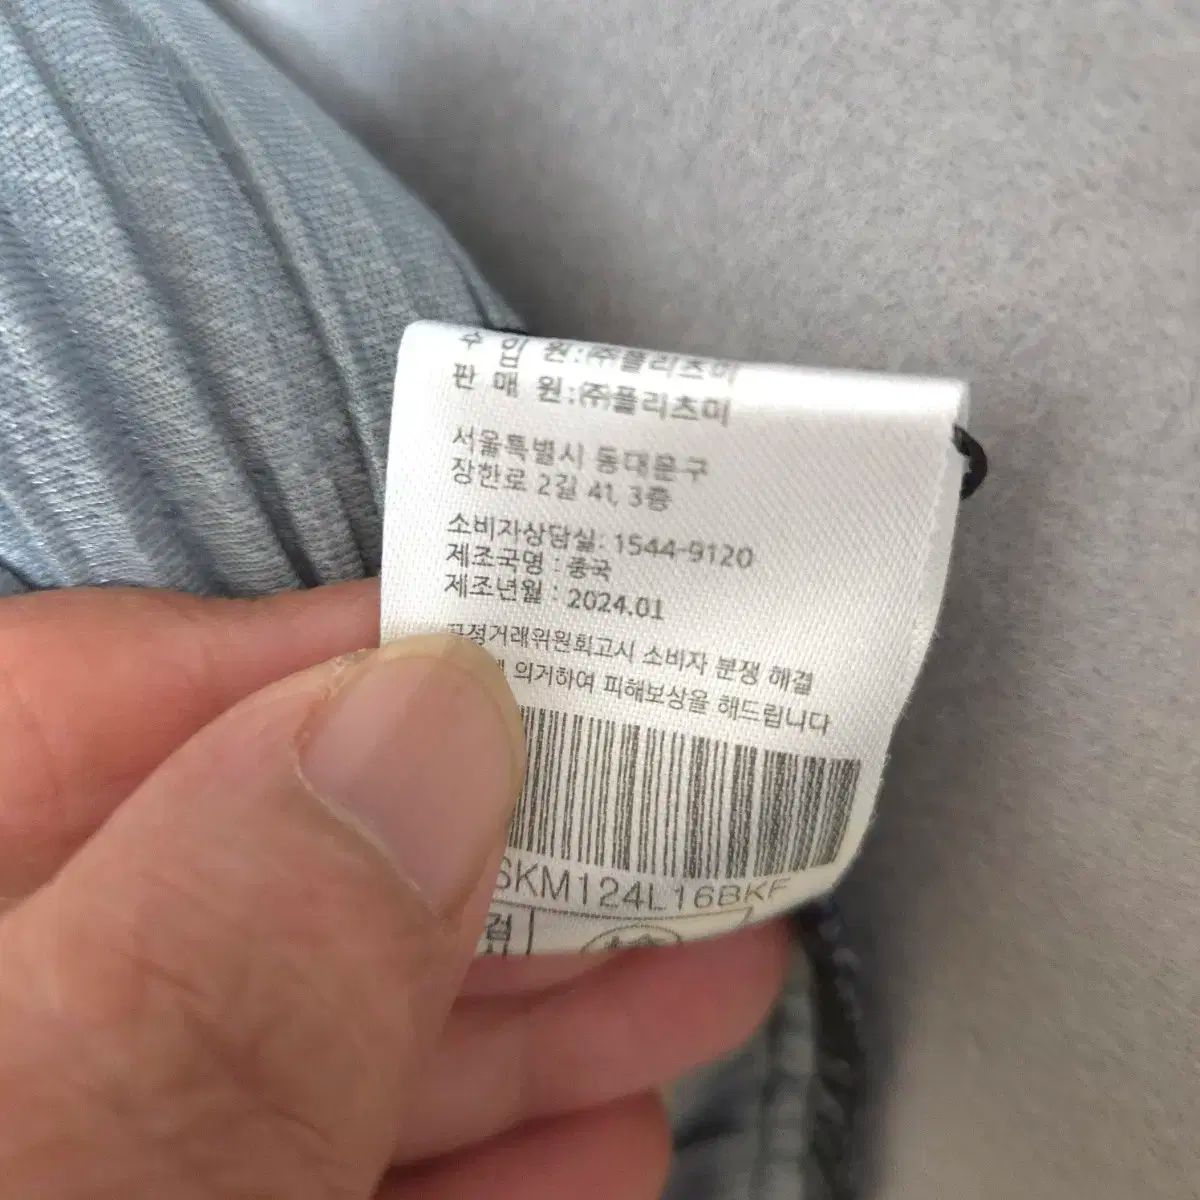 수 입 원:㈜플리츠미
판 매 원:㈜플리츠미
서울특별시 동대문구
장한로 2길 41, 3층
소비자상담실: 1544-9120
제조국명 : 중국
제조년월 : 2024.01
공정거래위원회고시 소비자 분쟁 해결
의거하여 피해보상을 해드립니다
SKM124L16BKF
검